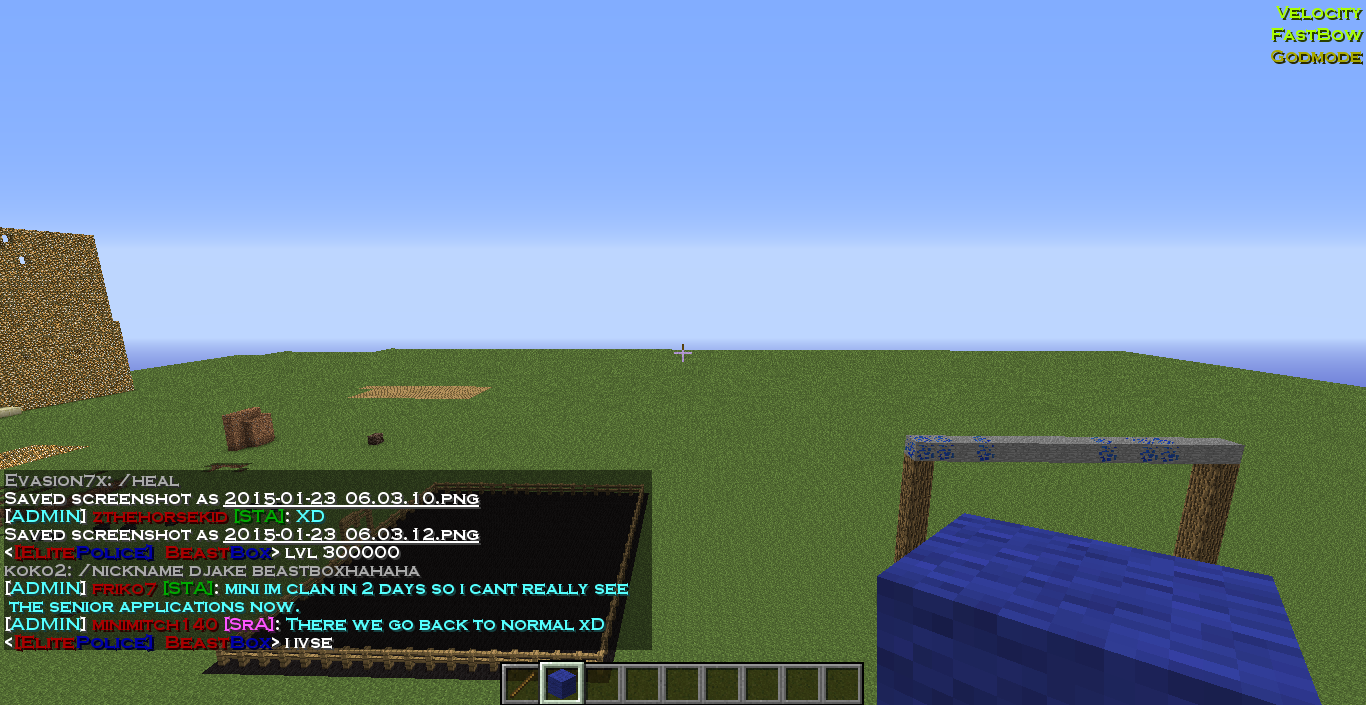 Velocity
FastBow
Godmode
Evasion7x: /heal
Saved screenshot as 2015-01-23_06.03.10.png
[ADMIN] zthehorsekid [STA]: XD
Saved screenshot as 2015-01-23_06.03.12.png
<[ElitePolice] BeastBox> lvl 300000
koko2: /nickname djake beastboxhahaha
[ADMIN] friko7 [STA]: mini im clan in 2 days so i cant really see
the senior applications now.
[ADMIN] minimitch140 [SrA]: There we go back to normal xD
<[ElitePolice] BeastBox> i ivse